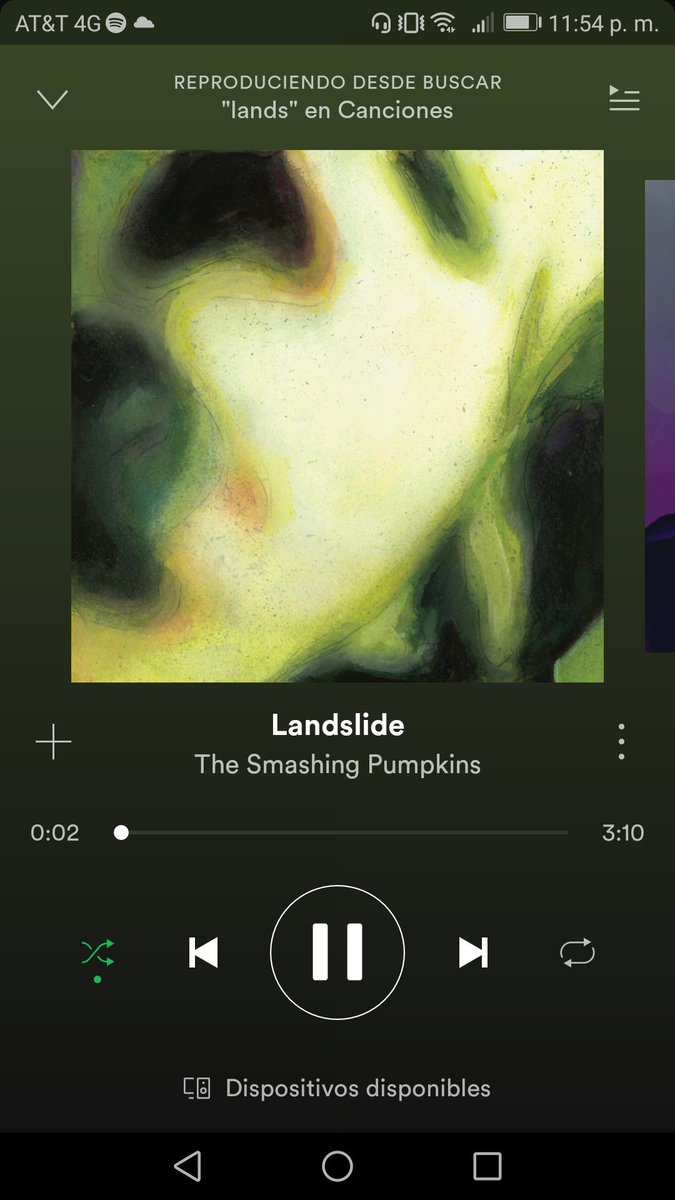 AT&T 4G 11:54 p. m.
REPRODUCIENDO DESDE BUSCAR
"lands" en Canciones
Landslide
The Smashing Pumpkins
0:02 3:10
Dispositivos disponibles